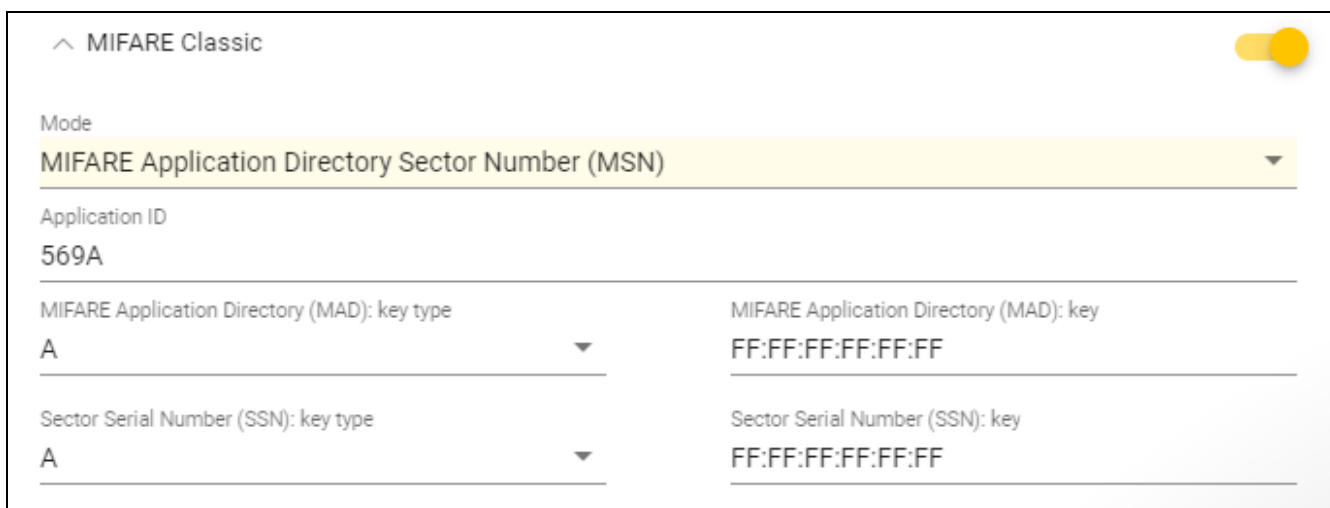 MIFARE Classic
Mode
MIFARE Application Directory Sector Number (MSN)
Application ID
569A
MIFARE Application Directory (MAD): key type
MIFARE Application Directory (MAD): key
A
FF:FF:FF:FF:FF:FF
Sector Serial Number (SSN): key type
Sector Serial Number (SSN): key
A
FF:FF:FF:FF:FF:FF